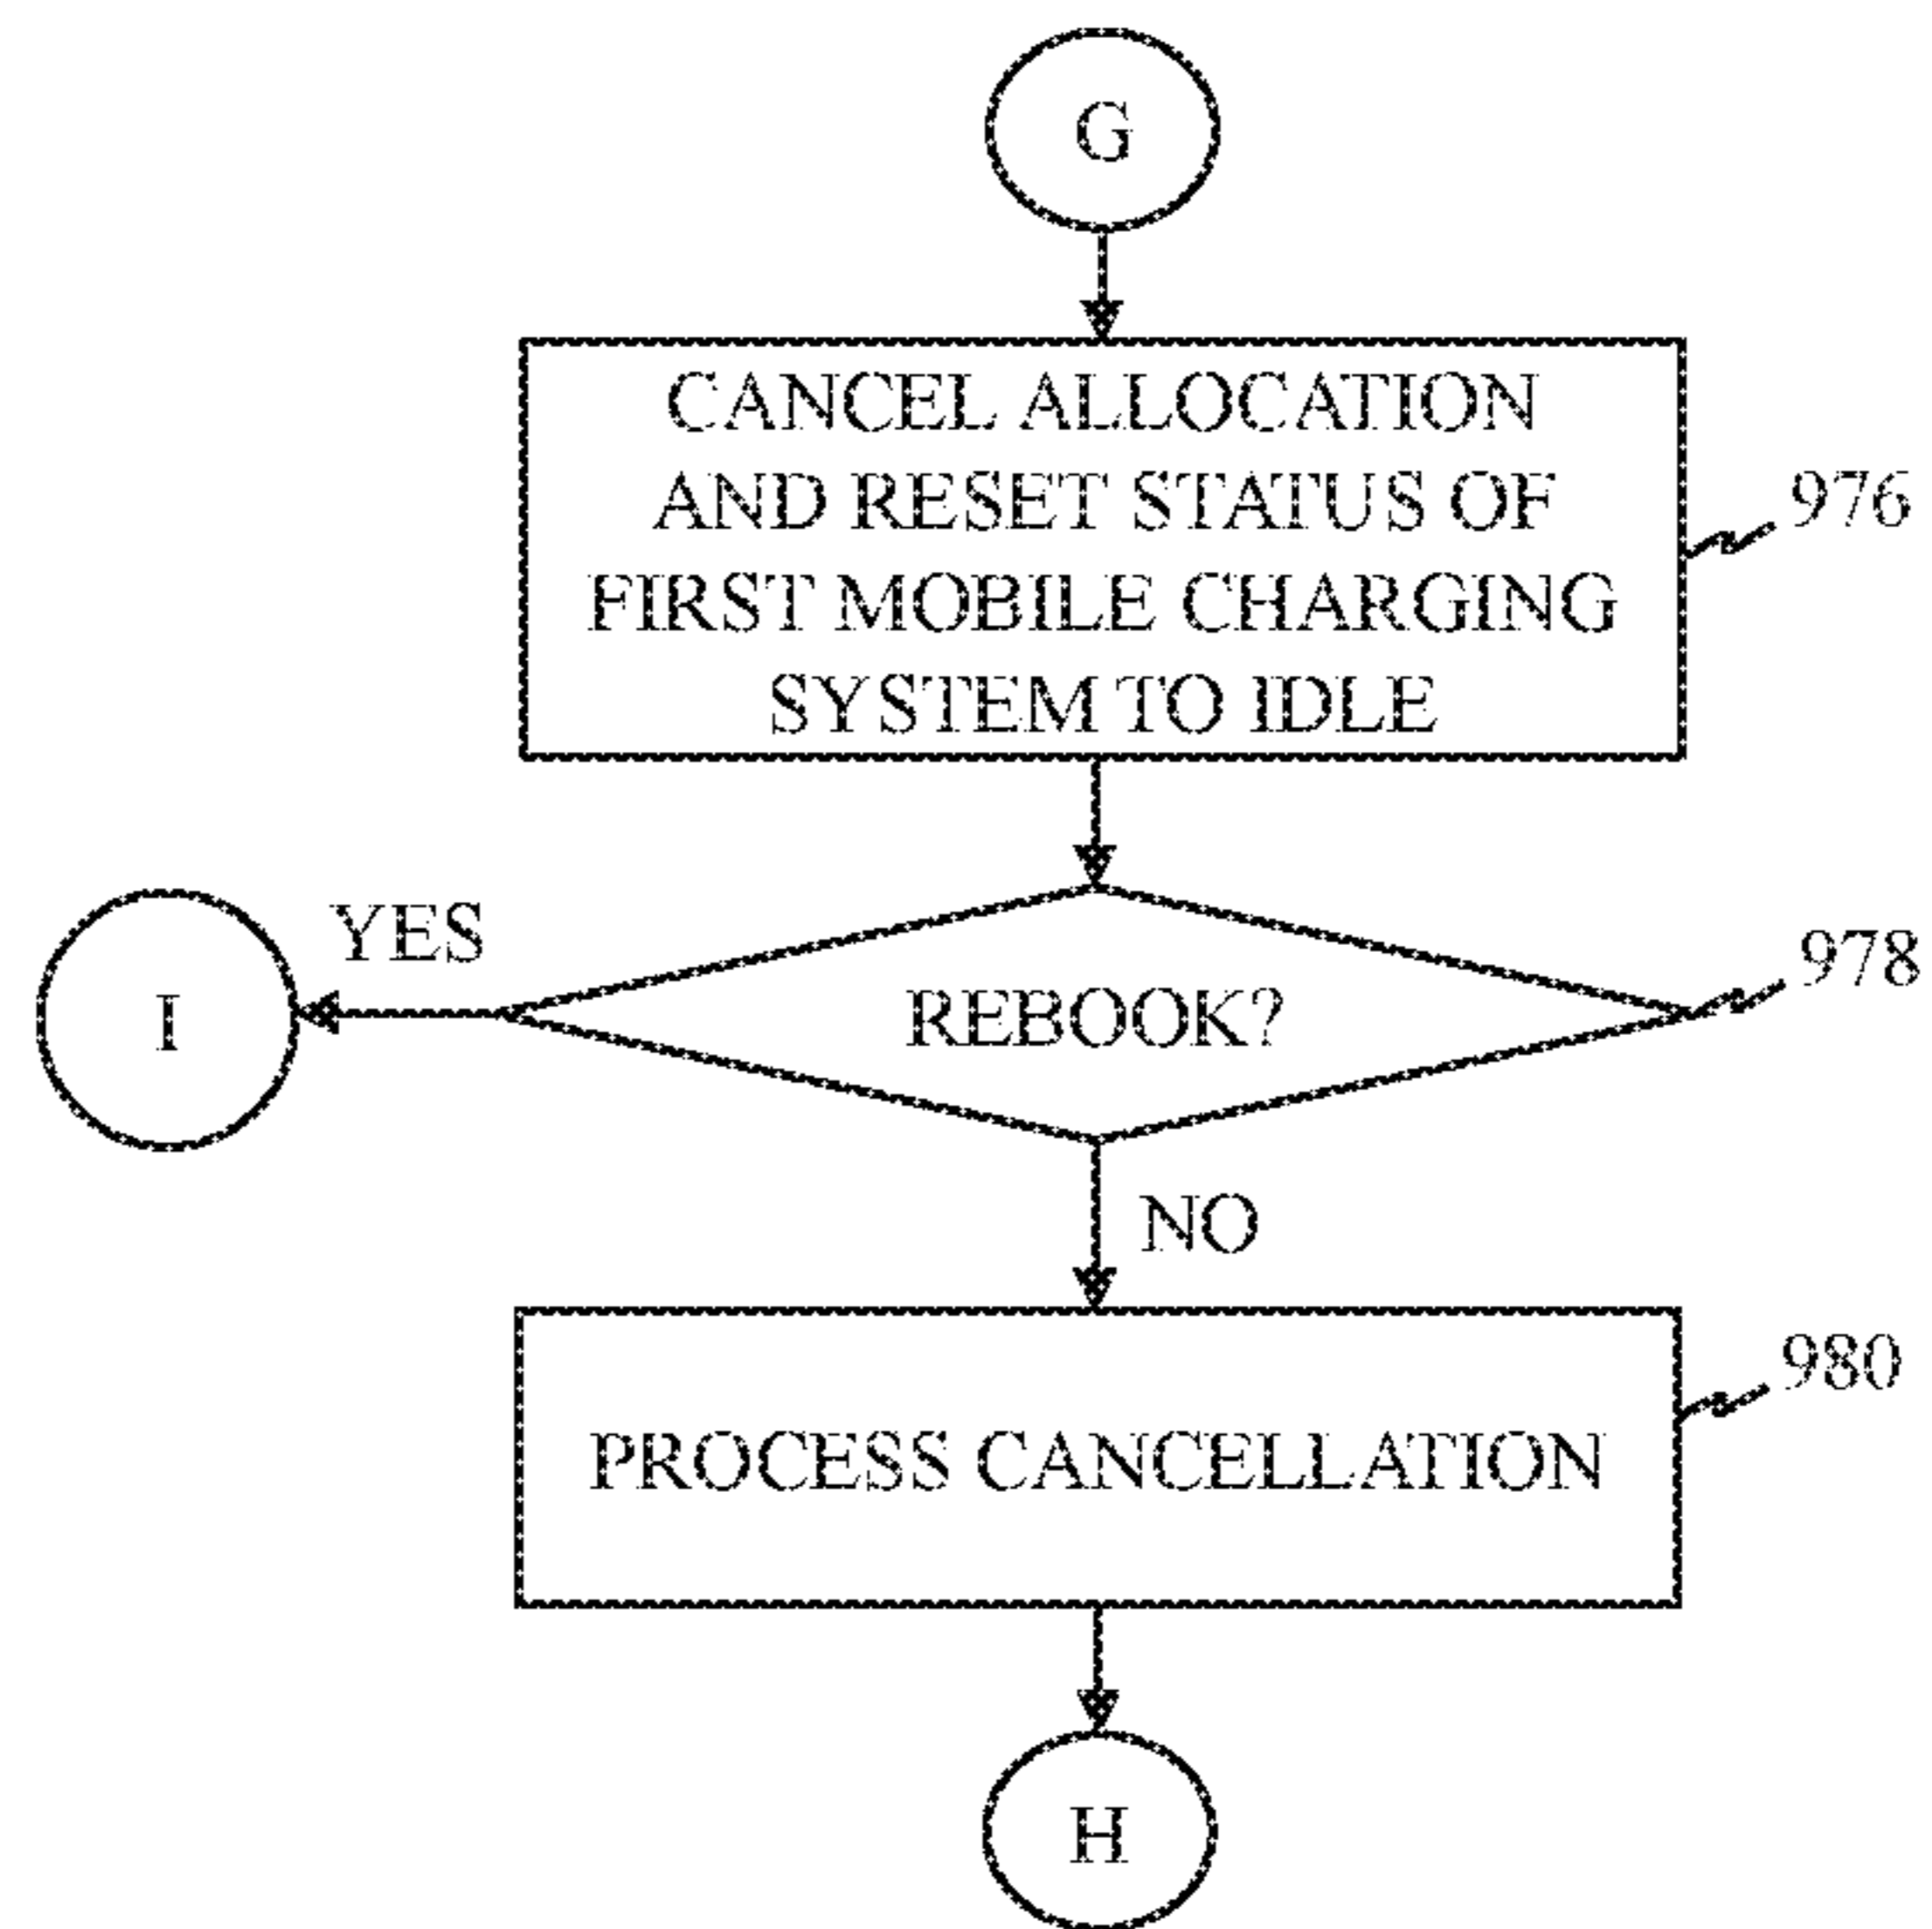 G
CANCEL ALLOCATION
AND RESET STATUS OF
FIRST MOBILE CHARGING
SYSTEM TO IDLE
976
YES
I
REBOOK?
978
NO
PROCESS CANCELLATION
980
H